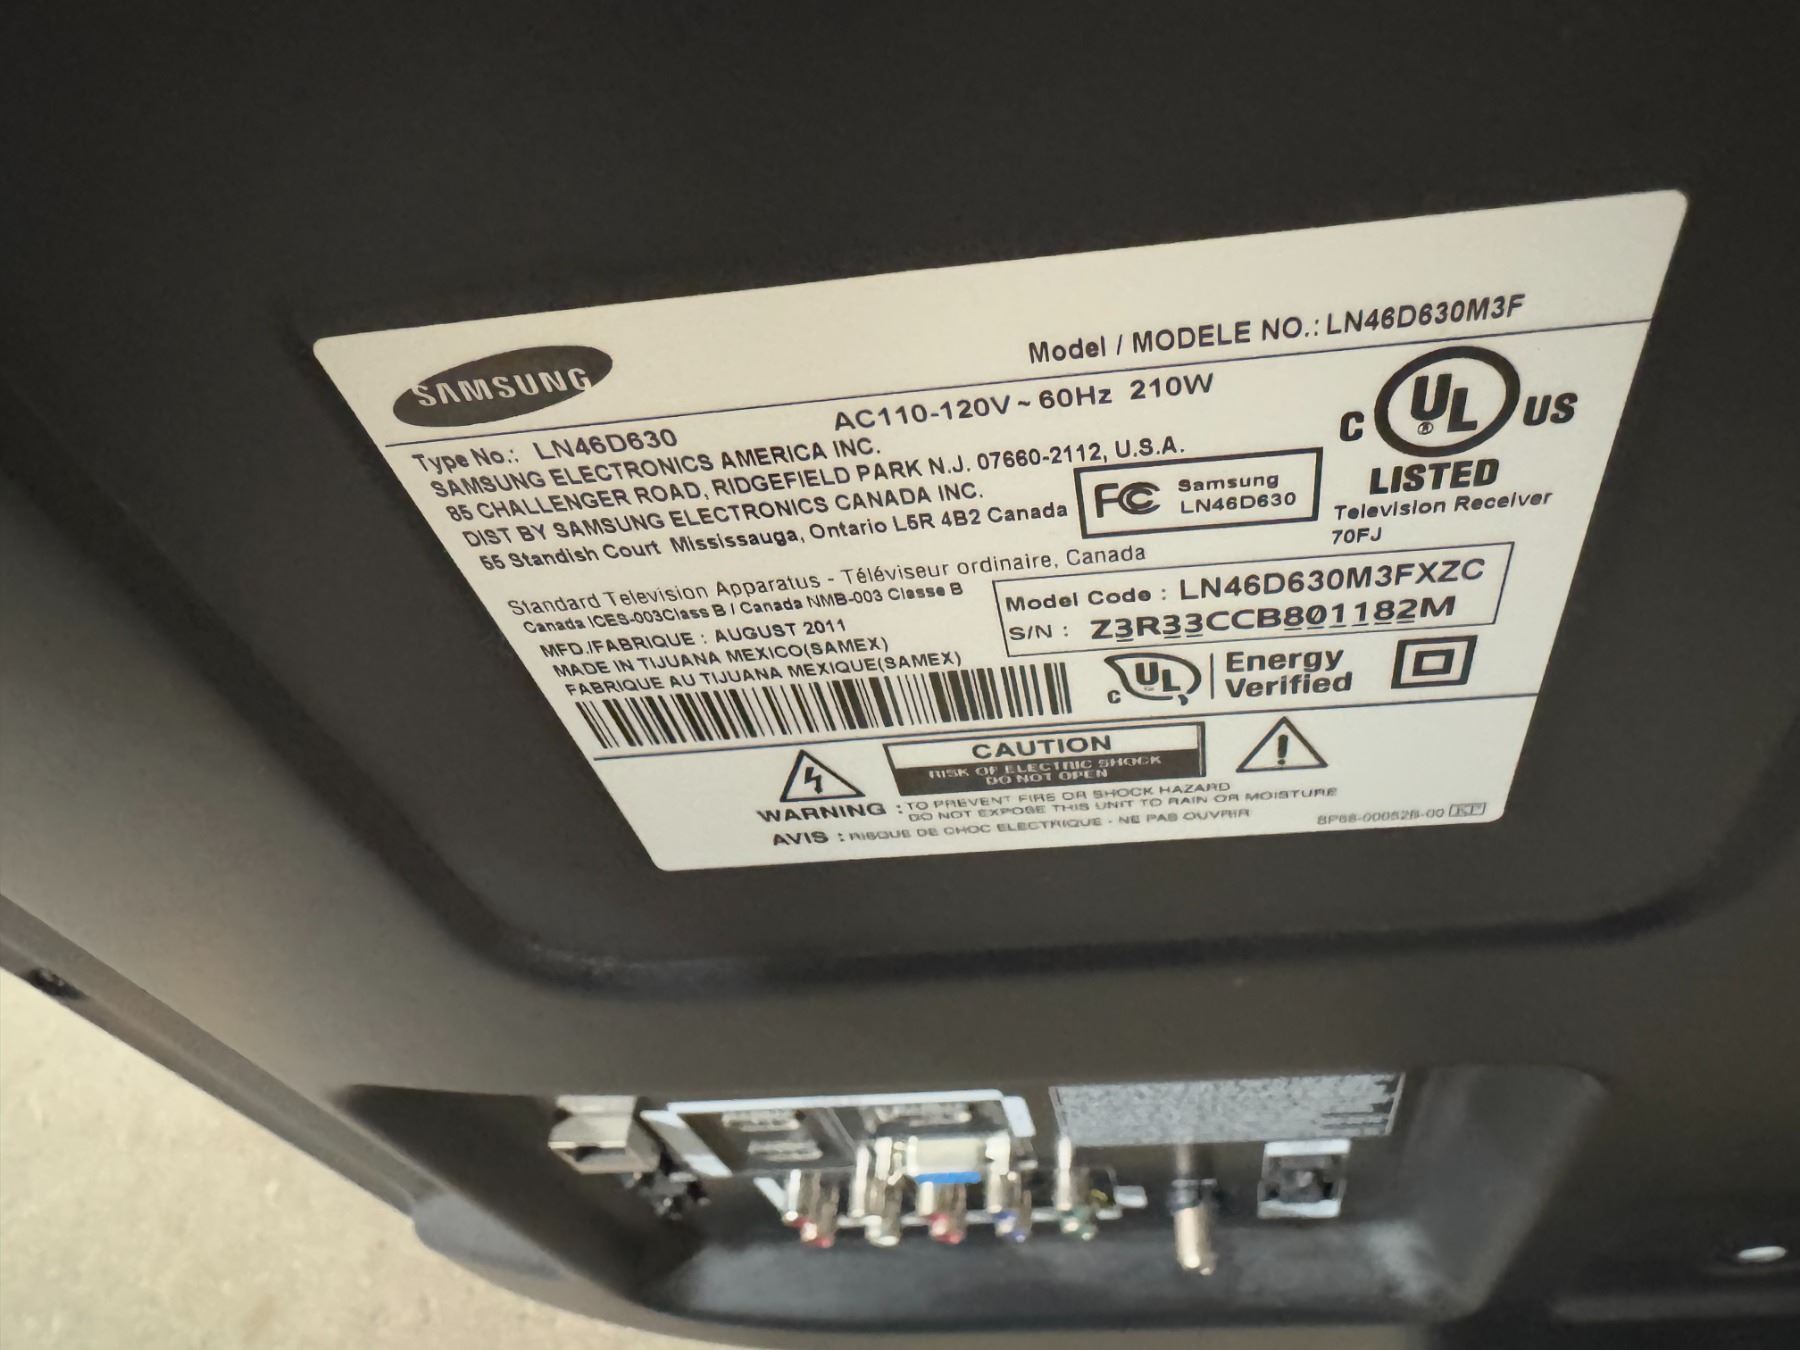 SAMSUNG
Model / MODELE NO.: LN46D630M3F
Type No.: LN46D630
AC110-120V ~ 60Hz 210W
SAMSUNG ELECTRONICS AMERICA INC.
85 CHALLENGER ROAD, RIDGEFIELD PARK N.J. 07660-2112, U.S.A.
DIST BY SAMSUNG ELECTRONICS CANADA INC.
55 Standish Court Mississauga, Ontario L5R 4B2 Canada
FC Samsung
LN46D630
C UL ® US
LISTED
Television Receiver
70FJ
Standard Television Apparatus - Téléviseur ordinaire, Canada
Canada ICES-003Class B / Canada NMB-003 Classe B
MFD./FABRIQUE : AUGUST 2011
MADE IN TIJUANA MEXICO(SAMEX)
FABRIQUE AU TIJUANA MEXIQUE(SAMEX)
Model Code : LN46D630M3FXZC
S/N : Z3R33CCB801182M
C UL Energy
Verified
CAUTION
RISK OF ELECTRIC SHOCK
DO NOT OPEN
WARNING : TO PREVENT FIRE OR SHOCK HAZARD
DO NOT EXPOSE THIS UNIT TO RAIN OR MOISTURE
AVIS : RISQUE DE CHOC ELECTRIQUE - NE PAS OUVRIR